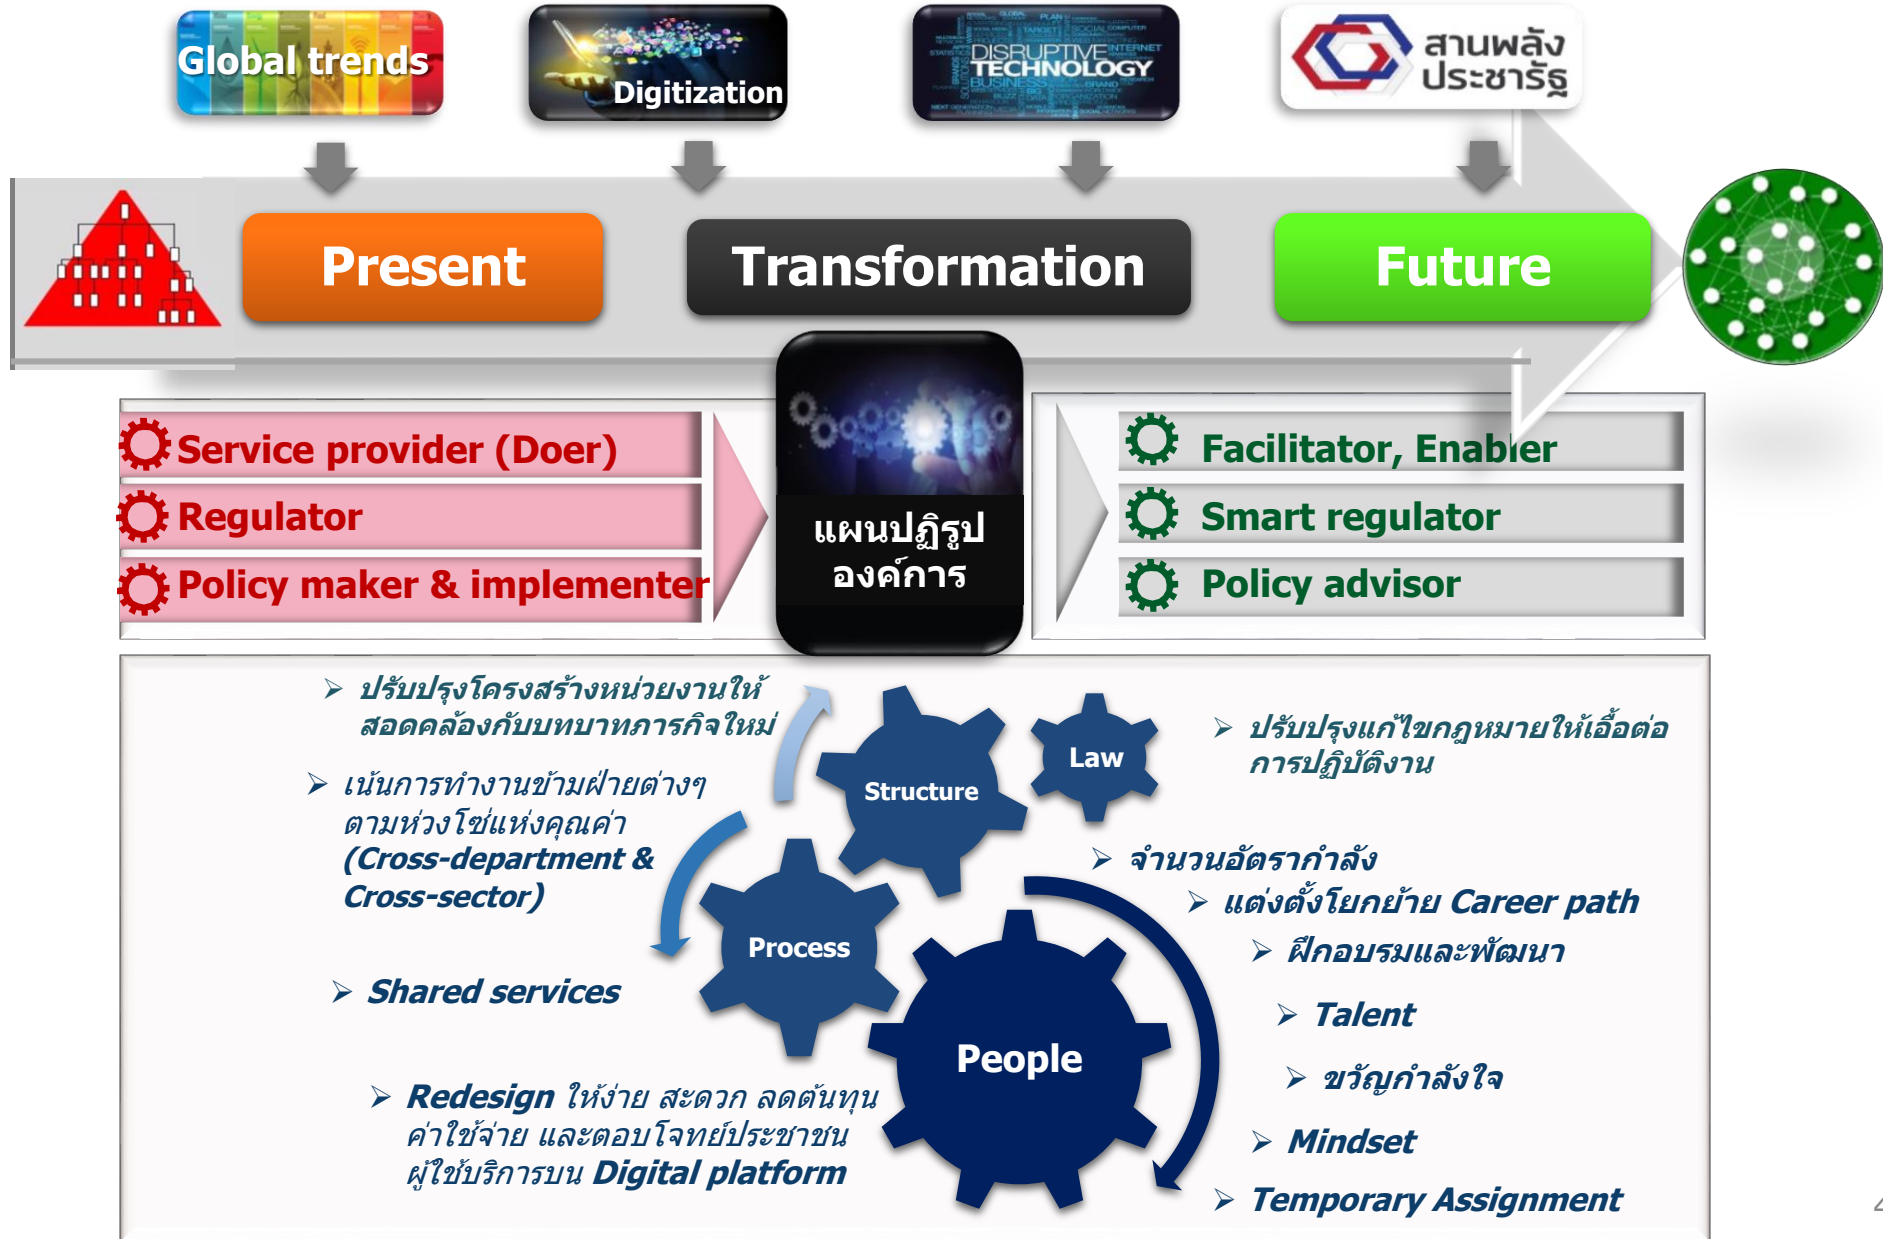 Global trends
Digitization
DISRUPTIVE
TECHNOLOGY
สานพลัง
ประชารัฐ
Present
Transformation
Future
Service provider (Doer)
Regulator
Policy maker & implementer
แผนปฏิรูป
องค์การ
Facilitator, Enabler
Smart regulator
Policy advisor
➢ ปรับปรุงโครงสร้างหน่วยงานให้
สอดคล้องกับบทบาทภารกิจใหม่
➢ เน้นการทำงานข้ามฝ่ายต่างๆ
ตามห่วงโซ่แห่งคุณค่า
(Cross-department &
Cross-sector)
➢ Shared services
➢ Redesign ให้ง่าย สะดวก ลดต้นทุน
ค่าใช้จ่าย และตอบโจทย์ประชาชน
ผู้ใช้บริการบน Digital platform
Structure
Law
Process
People
➢ ปรับปรุงแก้ไขกฎหมายให้เอื้อต่อ
การปฏิบัติงาน
➢ จำนวนอัตรากำลัง
➢ แต่งตั้งโยกย้าย Career path
➢ ฝึกอบรมและพัฒนา
➢ Talent
➢ ขวัญกำลังใจ
➢ Mindset
➢ Temporary Assignment